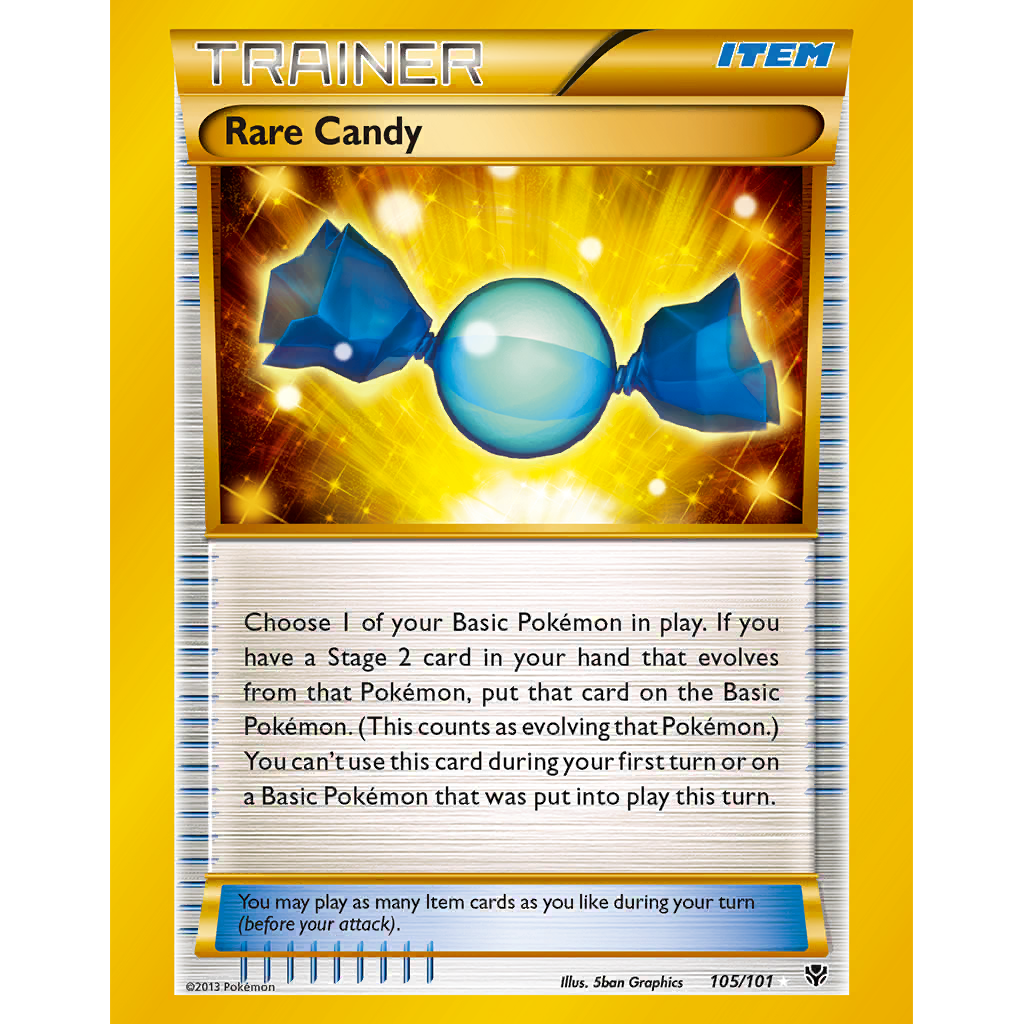 TRAINER
ITEM
Rare Candy
Choose 1 of your Basic Pokémon in play. If you
have a Stage 2 card in your hand that evolves
from that Pokémon, put that card on the Basic
Pokémon. (This counts as evolving that Pokémon.)
You can't use this card during your first turn or on
a Basic Pokémon that was put into play this turn.
You may play as many Item cards as you like during your turn
(before your attack).
©2013 Pokémon
Illus. 5ban Graphics
105/101